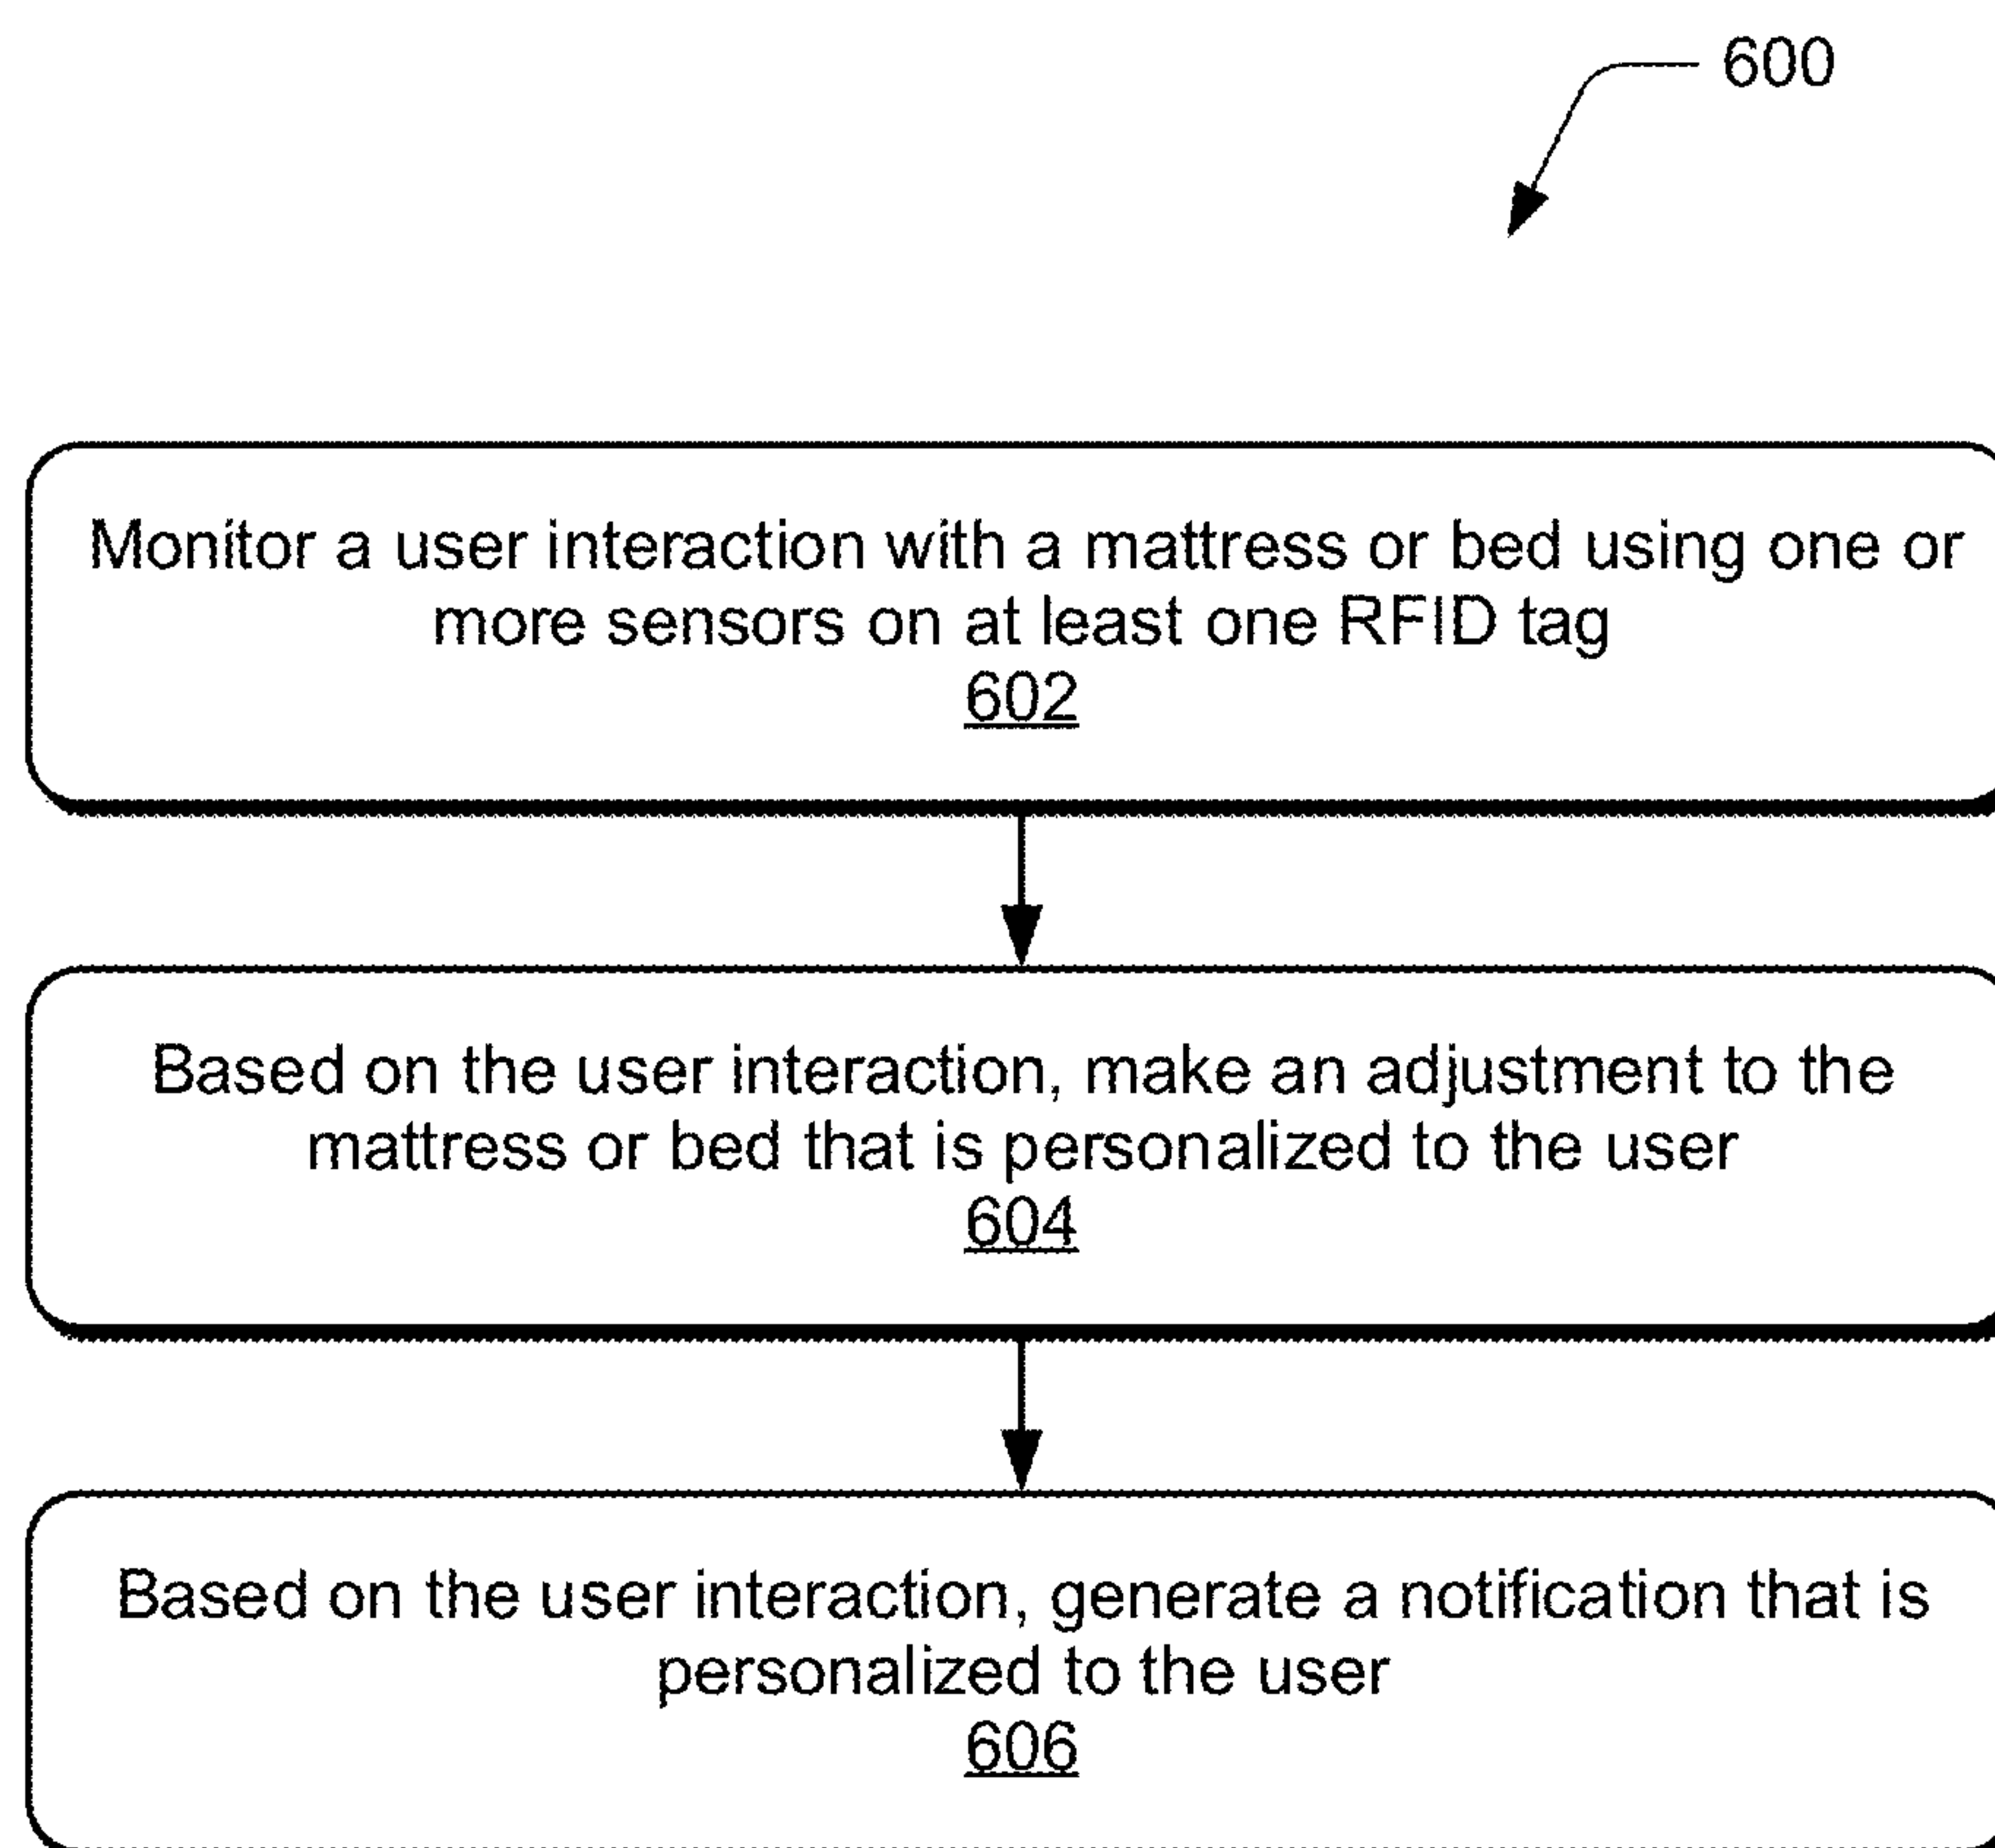 600
Monitor a user interaction with a mattress or bed using one or
more sensors on at least one RFID tag
602
Based on the user interaction, make an adjustment to the
mattress or bed that is personalized to the user
604
Based on the user interaction, generate a notification that is
personalized to the user
606